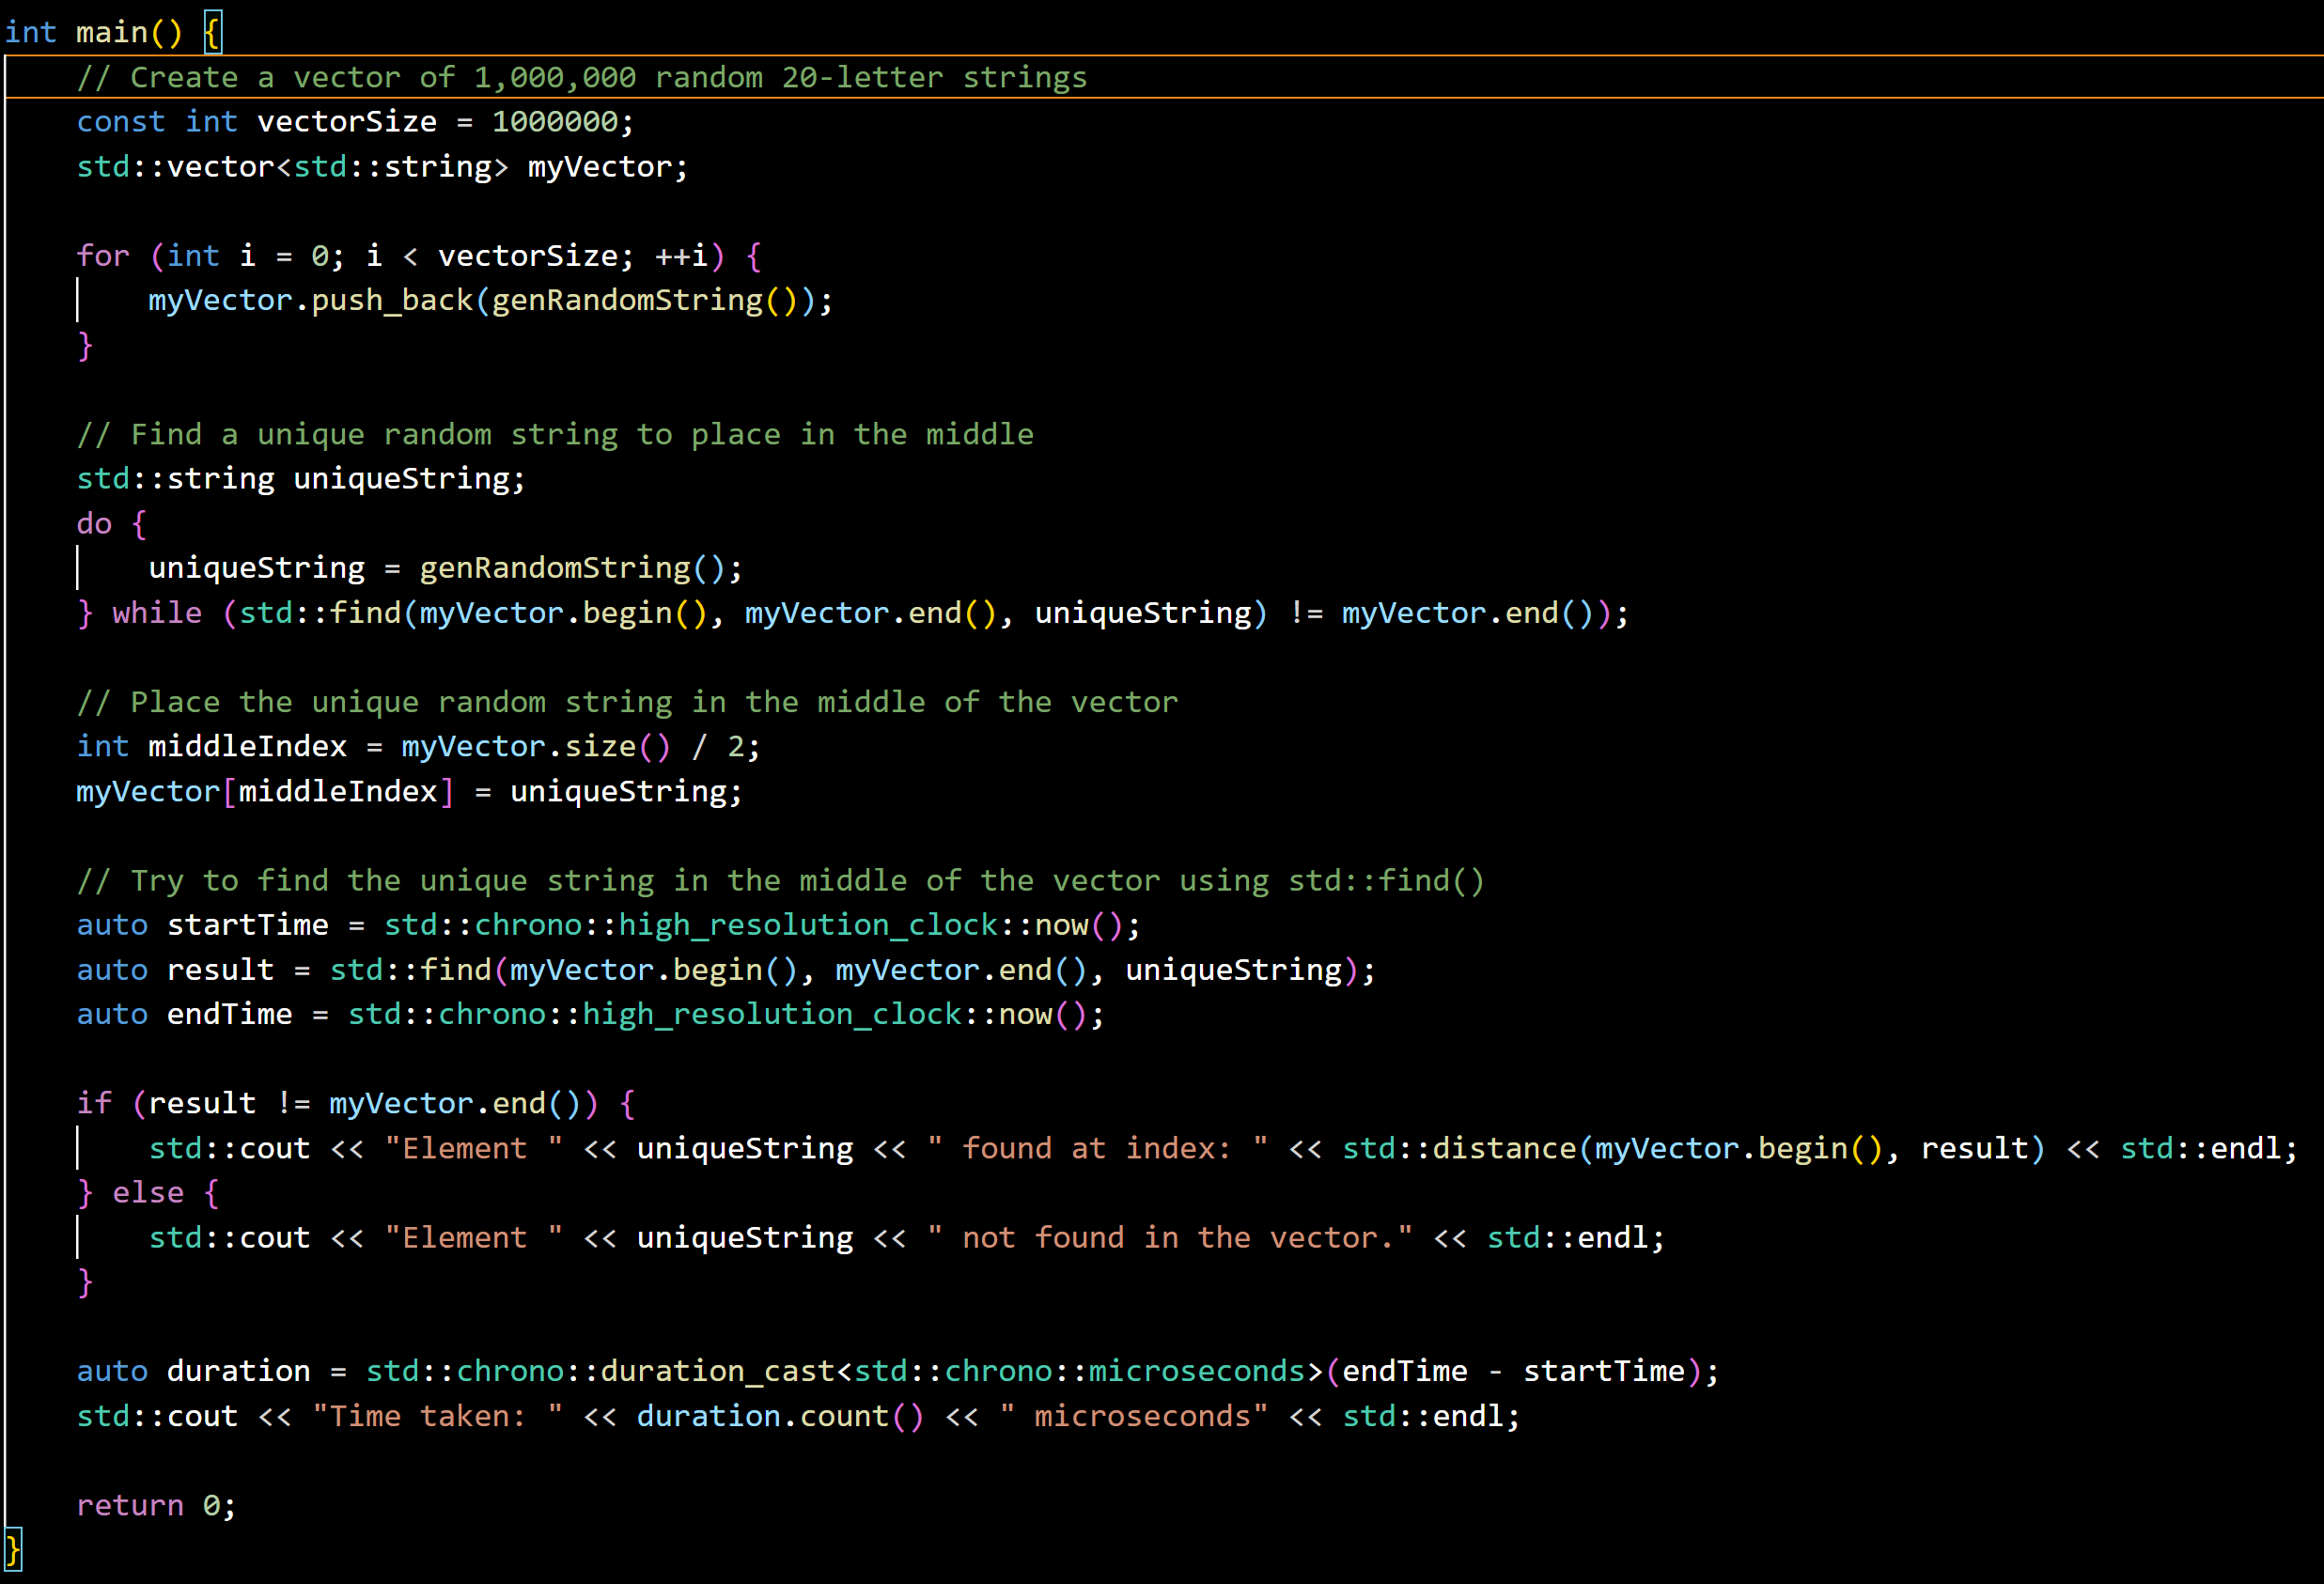 int main() {
// Create a vector of 1,000,000 random 20-letter strings
const int vectorSize = 1000000;
std::vector<std::string> myVector;
for (int i = 0; i < vectorSize; ++i) {
myVector.push_back(genRandomString());
}
// Find a unique random string to place in the middle
std::string uniqueString;
do {
uniqueString = genRandomString();
} while (std::find(myVector.begin(), myVector.end(), uniqueString) != myVector.end());
// Place the unique random string in the middle of the vector
int middleIndex = myVector.size() / 2;
myVector[middleIndex] = uniqueString;
// Try to find the unique string in the middle of the vector using std::find()
auto startTime = std::chrono::high_resolution_clock::now();
auto result = std::find(myVector.begin(), myVector.end(), uniqueString);
auto endTime = std::chrono::high_resolution_clock::now();
if (result != myVector.end()) {
std::cout << "Element " << uniqueString << " found at index: " << std::distance(myVector.begin(), result) << std::endl;
} else {
std::cout << "Element " << uniqueString << " not found in the vector." << std::endl;
}
auto duration = std::chrono::duration_cast<std::chrono::microseconds>(endTime - startTime);
std::cout << "Time taken: " << duration.count() << " microseconds" << std::endl;
return 0;
}